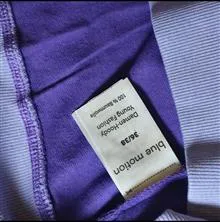 blue motion
36/38
Damen-Hoody
Young Fashion
100 % Baumwolle